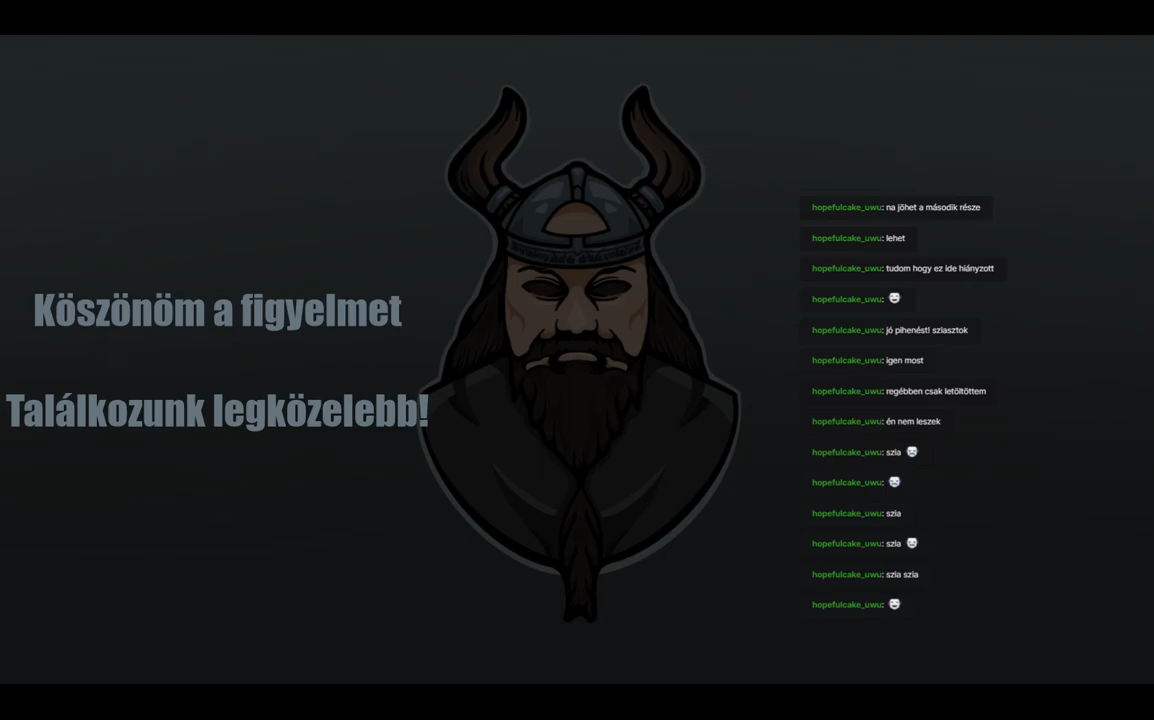 Köszönöm a figyelmet
Találkozunk legközelebb!
hopefulcake_uwu: na jöhet a második része
hopefulcake_uwu: lehet
hopefulcake_uwu: tudom hogy ez ide hiányzott
hopefulcake_uwu:
hopefulcake_uwu: jó pihenést! sziasztok
hopefulcake_uwu: igen most
hopefulcake_uwu: regébben csak letöltöttem
hopefulcake_uwu: én nem leszek
hopefulcake_uwu: szia
hopefulcake_uwu:
hopefulcake_uwu: szia
hopefulcake_uwu: szia
hopefulcake_uwu: szia szia
hopefulcake_uwu: